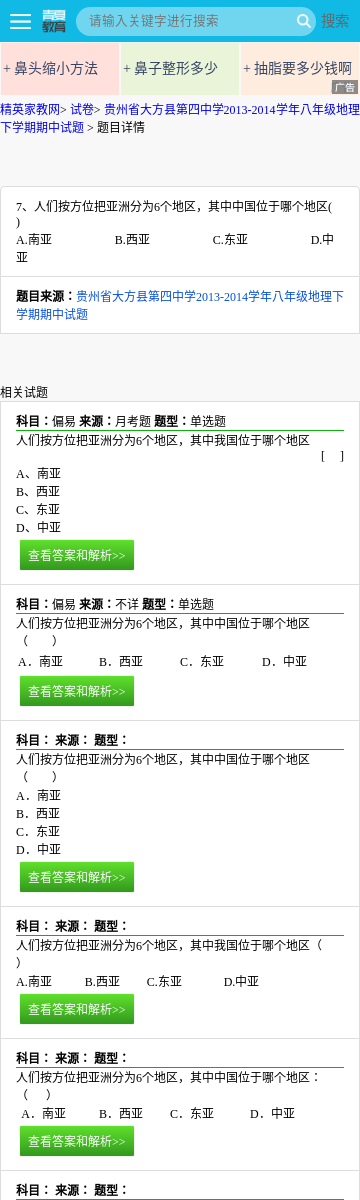 青夏教育
请输入关键字进行搜索
搜索
+ 鼻头缩小方法
+ 鼻子整形多少
+ 抽脂要多少钱啊
广告
精英家教网> 试卷> 贵州省大方县第四中学2013-2014学年八年级地理
下学期期中试题 > 题目详情
7、人们按方位把亚洲分为6个地区，其中中国位于哪个地区(
)
A.南亚 B.西亚 C.东亚 D.中
亚
题目来源：贵州省大方县第四中学2013-2014学年八年级地理下学
期期中试题
相关试题
科目：偏易 来源：月考题 题型：单选题
人们按方位把亚洲分为6个地区，其中我国位于哪个地区
[ ]
A、南亚
B、西亚
C、东亚
D、中亚
查看答案和解析>>
科目：偏易 来源：不详 题型：单选题
人们按方位把亚洲分为6个地区，其中中国位于哪个地区
（ ）
A．南亚 B．西亚 C．东亚 D．中亚
查看答案和解析>>
科目： 来源： 题型：
人们按方位把亚洲分为6个地区，其中中国位于哪个地区
（ ）
A．南亚
B．西亚
C．东亚
D．中亚
查看答案和解析>>
科目： 来源： 题型：
人们按方位把亚洲分为6个地区，其中我国位于哪个地区（
）
A.南亚 B.西亚 C.东亚 D.中亚
查看答案和解析>>
科目： 来源： 题型：
人们按方位把亚洲分为6个地区，其中中国位于哪个地区：
（ ）
A．南亚 B．西亚 C．东亚 D．中亚
查看答案和解析>>
科目： 来源： 题型：